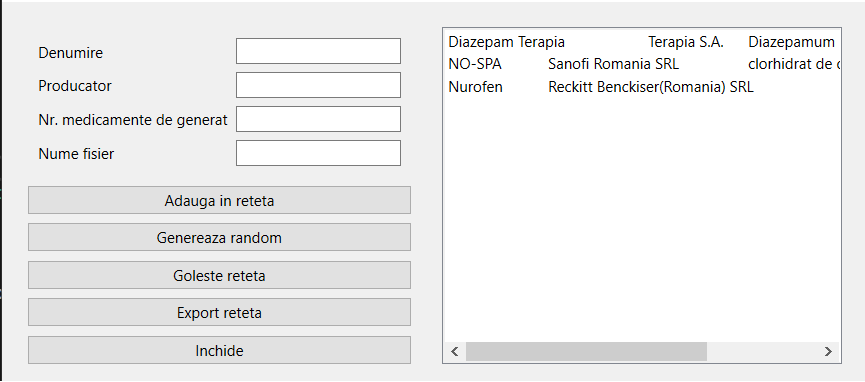 Denumire
Producator
Nr. medicamente de generat
Nume fisier
Adauga in reteta
Genereaza random
Goleste reteta
Export reteta
Inchide
Diazepam Terapia Terapia S.A. Diazepamum
NO-SPA Sanofi Romania SRL clorhidrat de
Nurofen Reckitt Benckiser(Romania) SRL